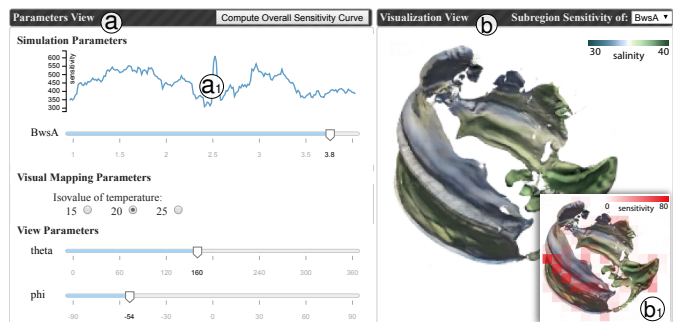 Parameters View a Compute Overall Sensitivity Curve
Simulation Parameters
600
550
500
450
400
350
300
sensitivity
a1
BwsA
1 1.5 2 2.5 3 3.5 3.8
Visual Mapping Parameters
Isovalue of temperature:
15 20 25
View Parameters
theta
0 60 120 160 240 300 360
phi
-90 -54 -30 0 30 60 90
Visualization View b Subregion Sensitivity of: BwsA ▼
30 salinity 40
0 sensitivity 80
b1